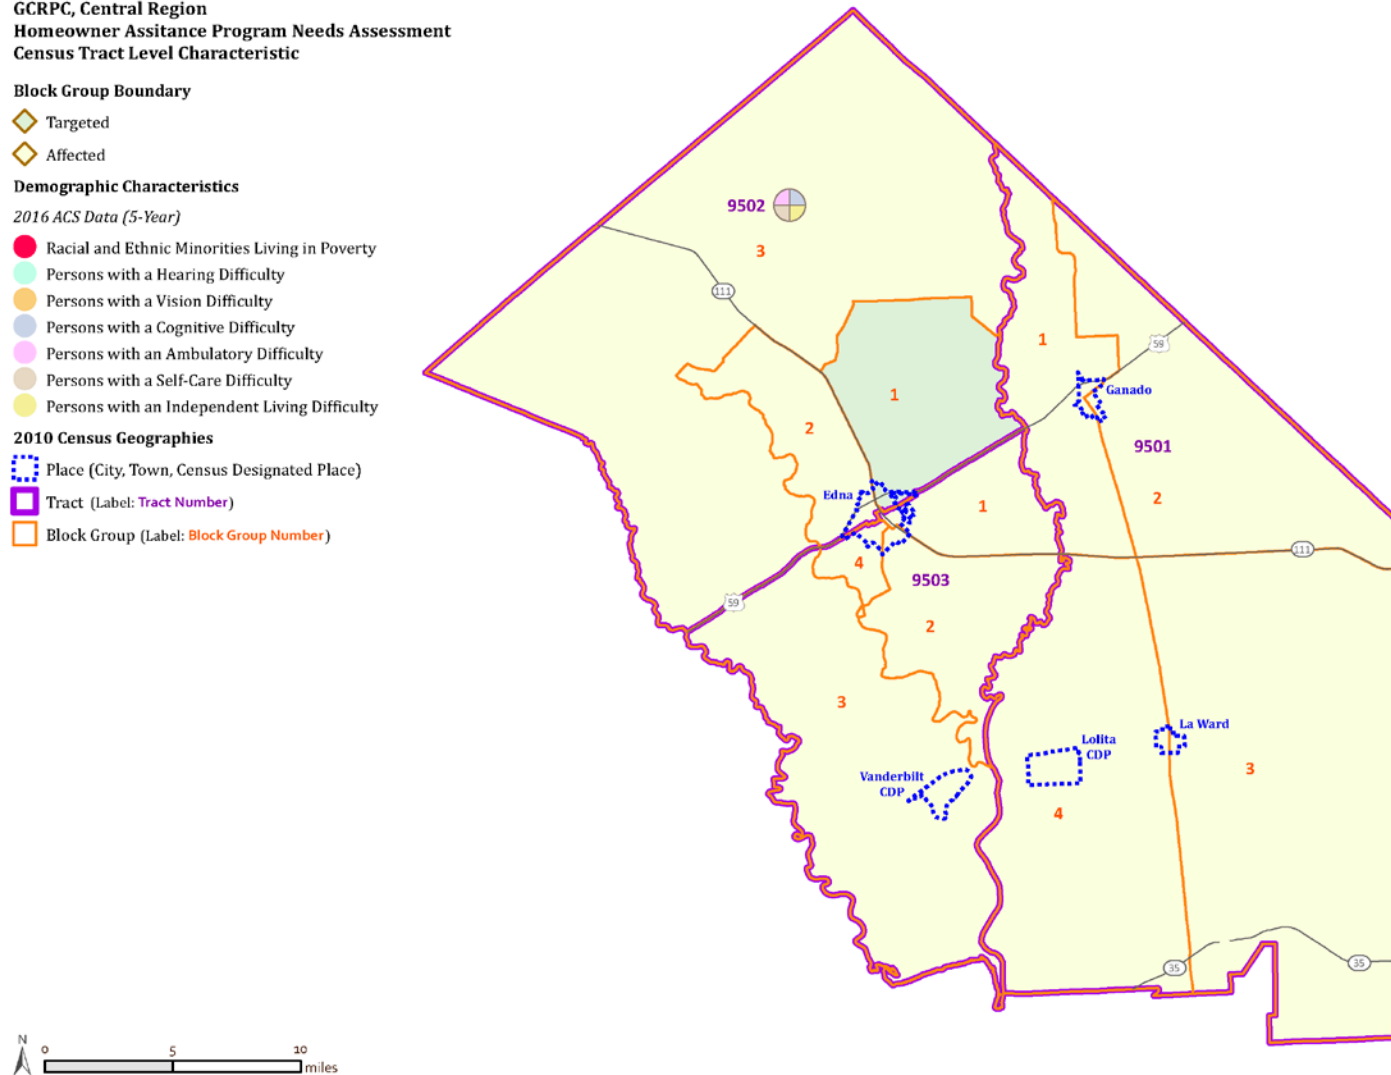 GCRPC, Central Region
Homeowner Assitance Program Needs Assessment
Census Tract Level Characteristic
Block Group Boundary
Targeted
Affected
Demographic Characteristics
2016 ACS Data (5-Year)
Racial and Ethnic Minorities Living in Poverty
Persons with a Hearing Difficulty
Persons with a Vision Difficulty
Persons with a Cognitive Difficulty
Persons with an Ambulatory Difficulty
Persons with a Self-Care Difficulty
Persons with an Independent Living Difficulty
2010 Census Geographies
Place (City, Town, Census Designated Place)
Tract (Label: Tract Number)
Block Group (Label: Block Group Number)
N
0 5 10
miles
9502
3
111
1
59
Ganado
1
2
9501
2
Edna
1
111
4
9503
59
2
3
La Ward
Lolita
CDP
3
Vanderbilt
CDP
4
35
35